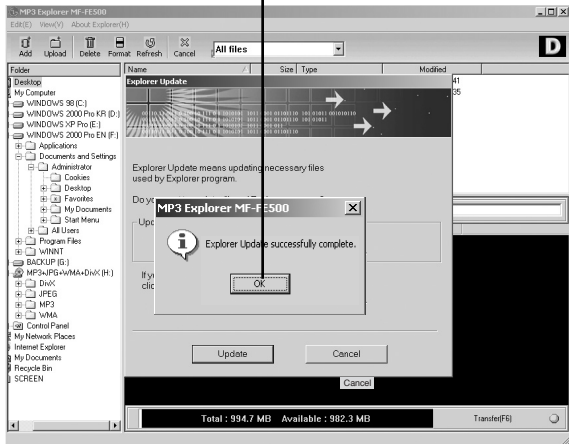 MP3 Explorer MF-FE500
Edit(E) View(V) About Explorer(H)
Add Upload Delete Format Refresh Cancel All files
D
Folder Name Size Type Modified
Desktop
My Computer
WINDOWS 98 (C:)
WINDOWS 2000 Pro KR (D:)
WINDOWS XP Pro (E:)
WINDOWS 2000 Pro EN (F:)
Applications
Documents and Settings
Administrator
Cookies
Desktop
Favorites
My Documents
Start Menu
All Users
Program Files
WINNT
BACKUP (G:)
MP3+JPG+WMA+DivX (H:)
DivX
JPEG
MP3
WMA
Control Panel
My Network Places
Internet Explorer
My Documents
Recycle Bin
SCREEN
41
35
Explorer Update
Explorer Update means updating necessary files
used by Explorer program.
MP3 Explorer MF-FE500
Explorer Update successfully complete.
OK
Update Cancel
Cancel
Total : 994.7 MB Available : 982.3 MB
Transfer(F6)